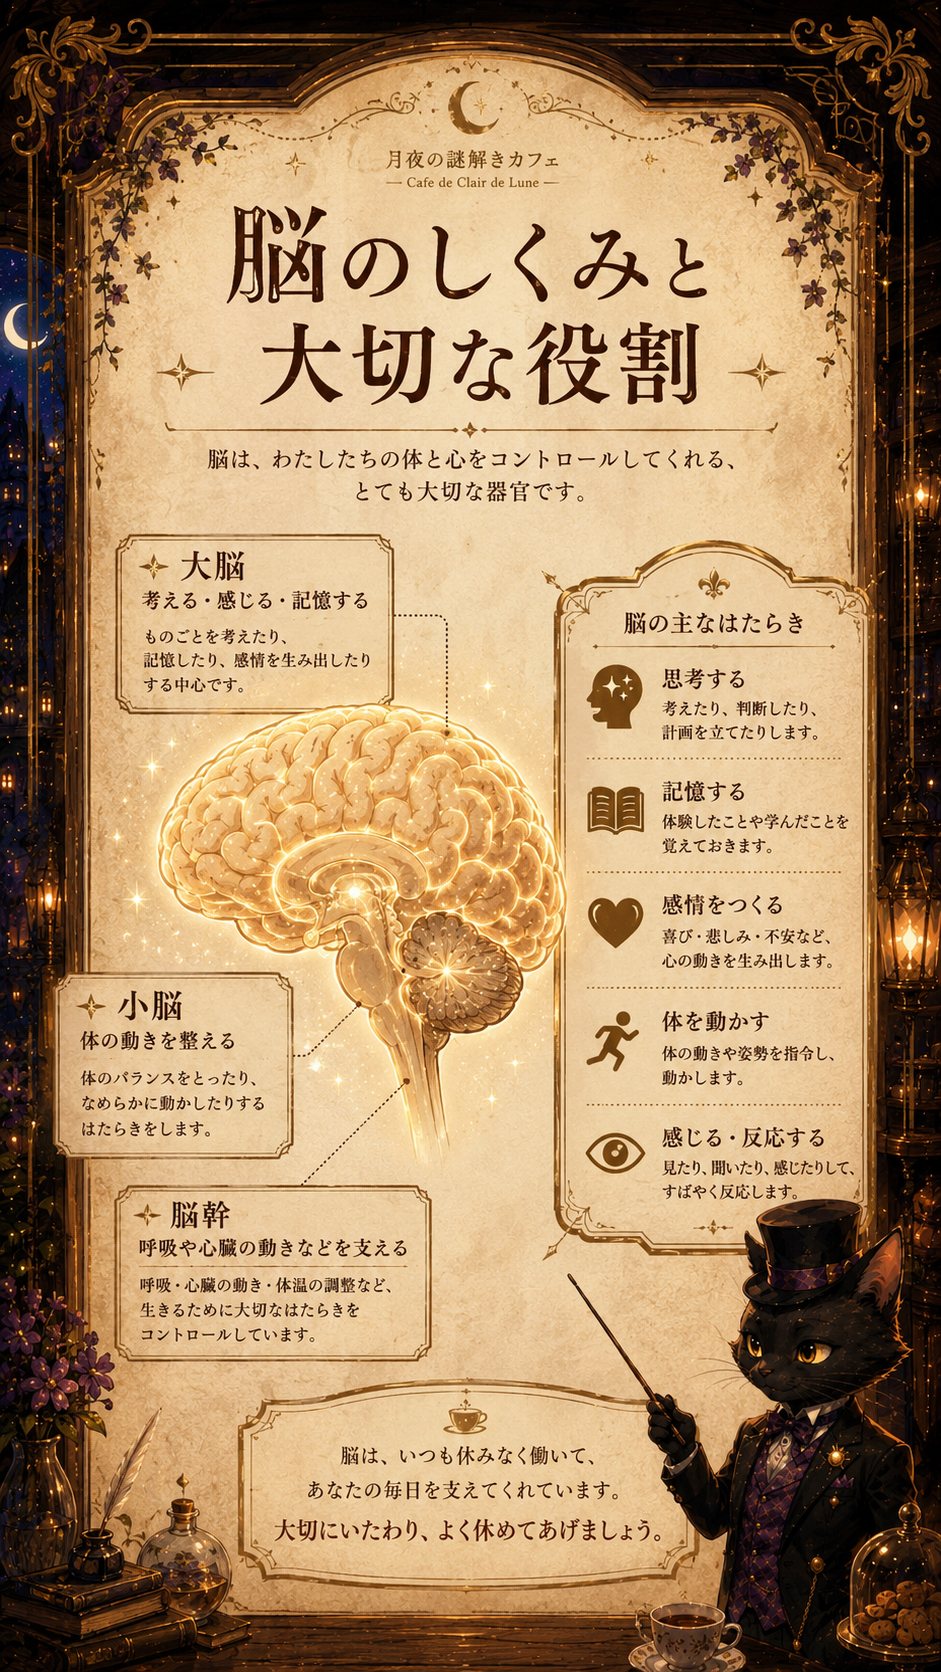 月夜の謎解きカフェ
— Cafe de Clair de Lune —
脳のしくみと
大切な役割
脳は、わたしたちの体と心をコントロールしてくれる、
とても大切な器官です。
大脳
考える・感じる・記憶する
ものごとを考えたり、
記憶したり、感情を生み出したり
する中心です。
小脳
体の動きを整える
体のバランスをとったり、
なめらかに動かしたりする
はたらきをします。
脳幹
呼吸や心臓の動きなどを支える
呼吸・心臓の動き・体温の調整など、
生きるために大切なはたらきを
コントロールしています。
脳の主なはたらき
思考する
考えたり、判断したり、
計画を立てたりします。
記憶する
体験したことや学んだことを
覚えておきます。
感情をつくる
喜び・悲しみ・不安など、
心の動きを生み出します。
体を動かす
体の動きや姿勢を指令し、
動かします。
感じる・反応する
見たり、聞いたり、感じたりして、
すばやく反応します。
脳は、いつも休みなく働いて、
あなたの毎日を支えてくれています。
大切にいたわり、よく休めてあげましょう。